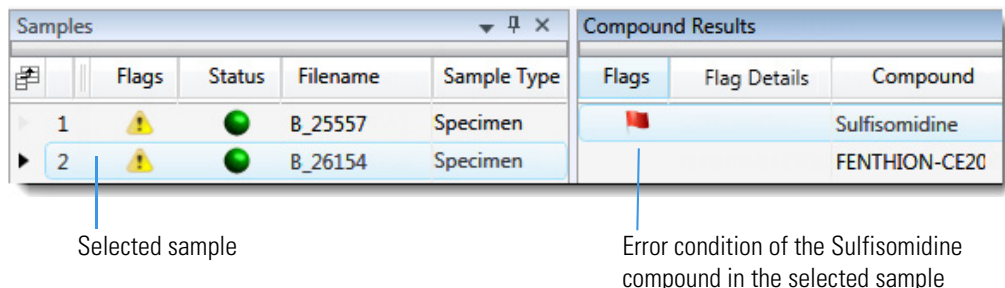 Samples
Compound Results
Flags Status Filename Sample Type
Flags Flag Details Compound
1 B_25557 Specimen
Sulfisomidine
2 B_26154 Specimen
FENTHION-CE20
Selected sample
Error condition of the Sulfisomidine
compound in the selected sample